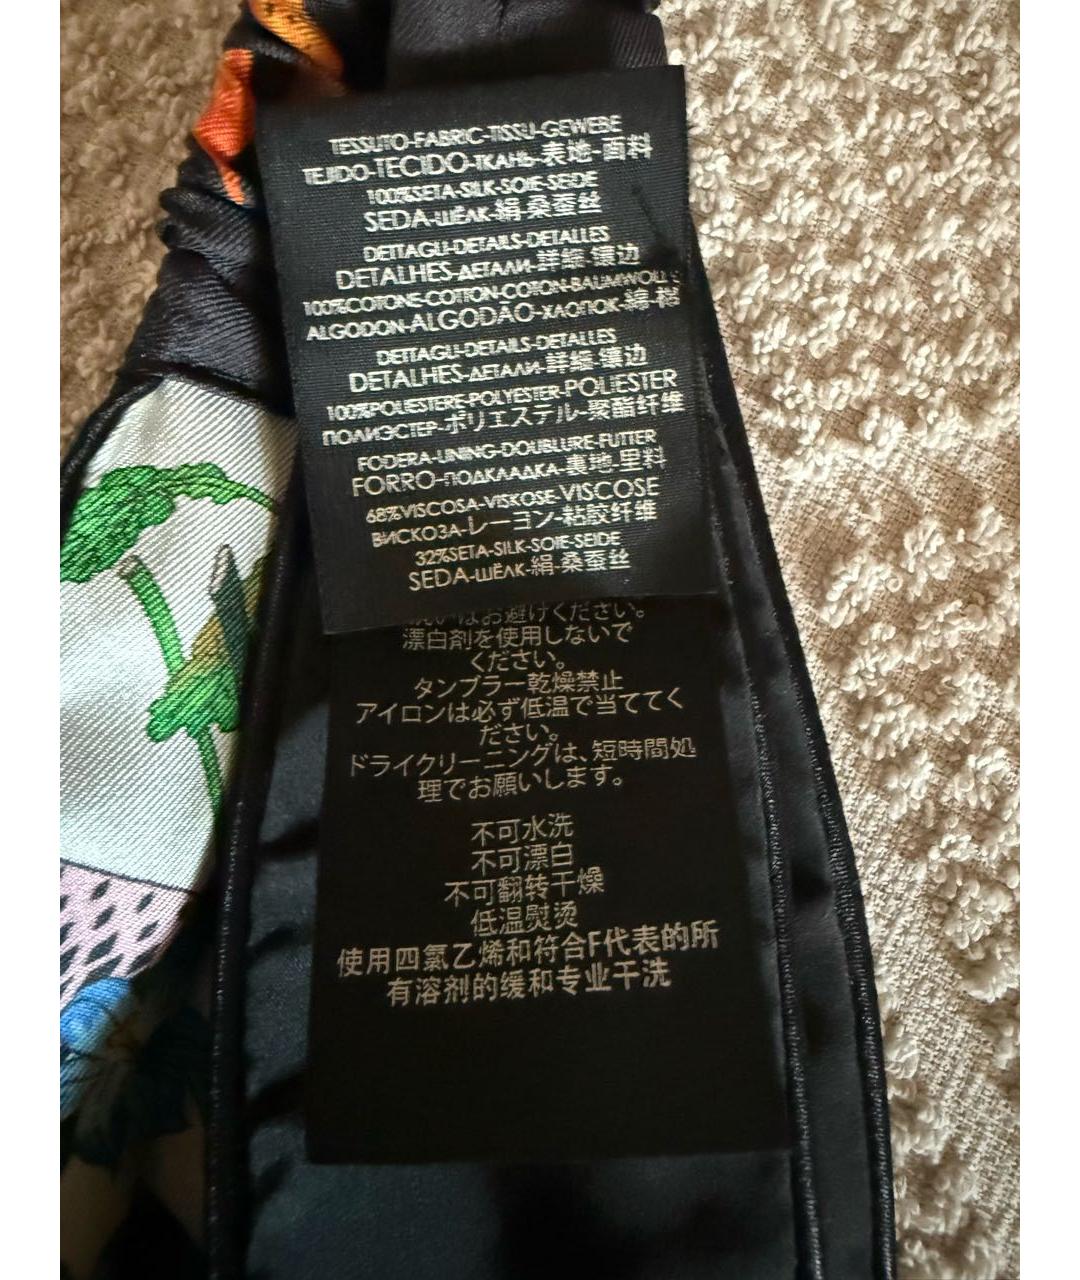 TESSUTO-FABRIC-TISSU-GEWEBE
TEJIDO-TECIDO-ТКАНЬ-表地-面料
100%SETA-SILK-SOIE-SEIDE
SEDA-ШЁЛК-絹-桑蚕丝
DETTAGLI-DETAILS-DETALLES
DETALHES-ДЕТАЛИ-詳細-镶边
100%COTONE-COTTON-COTON-BAUMWOLLE
ALGODON-ALGODAO-ХЛОПОК-綿-棉
DETTAGLI-DETAILS-DETALLES
DETALHES-ДЕТАЛИ-詳細-镶边
100%POLIESTERE-POLYESTER-POLIESTER
ПОЛИЭСТЕР-ポリエステル-聚酯纤维
FODERA-LINING-DOUBLURE-FUTTER
FORRO-ПОДКЛАДКА-裏地-里料
68%VISCOSA-VISKOSE-VISCOSE
ВИСКОЗА-レーヨン-粘胶纤维
32%SETA-SILK-SOIE-SEIDE
SEDA-ШЁЛК-絹-桑蚕丝
洗いはお避けください。
漂白剤を使用しないで
ください。
タンブラー乾燥禁止
アイロンは必ず低温で当ててく
ださい。
ドライクリーニングは、短時間処
理でお願いします。
不可水洗
不可漂白
不可翻转干燥
低温熨烫
使用四氯乙烯和符合F代表的所
有溶剂的缓和专业干洗